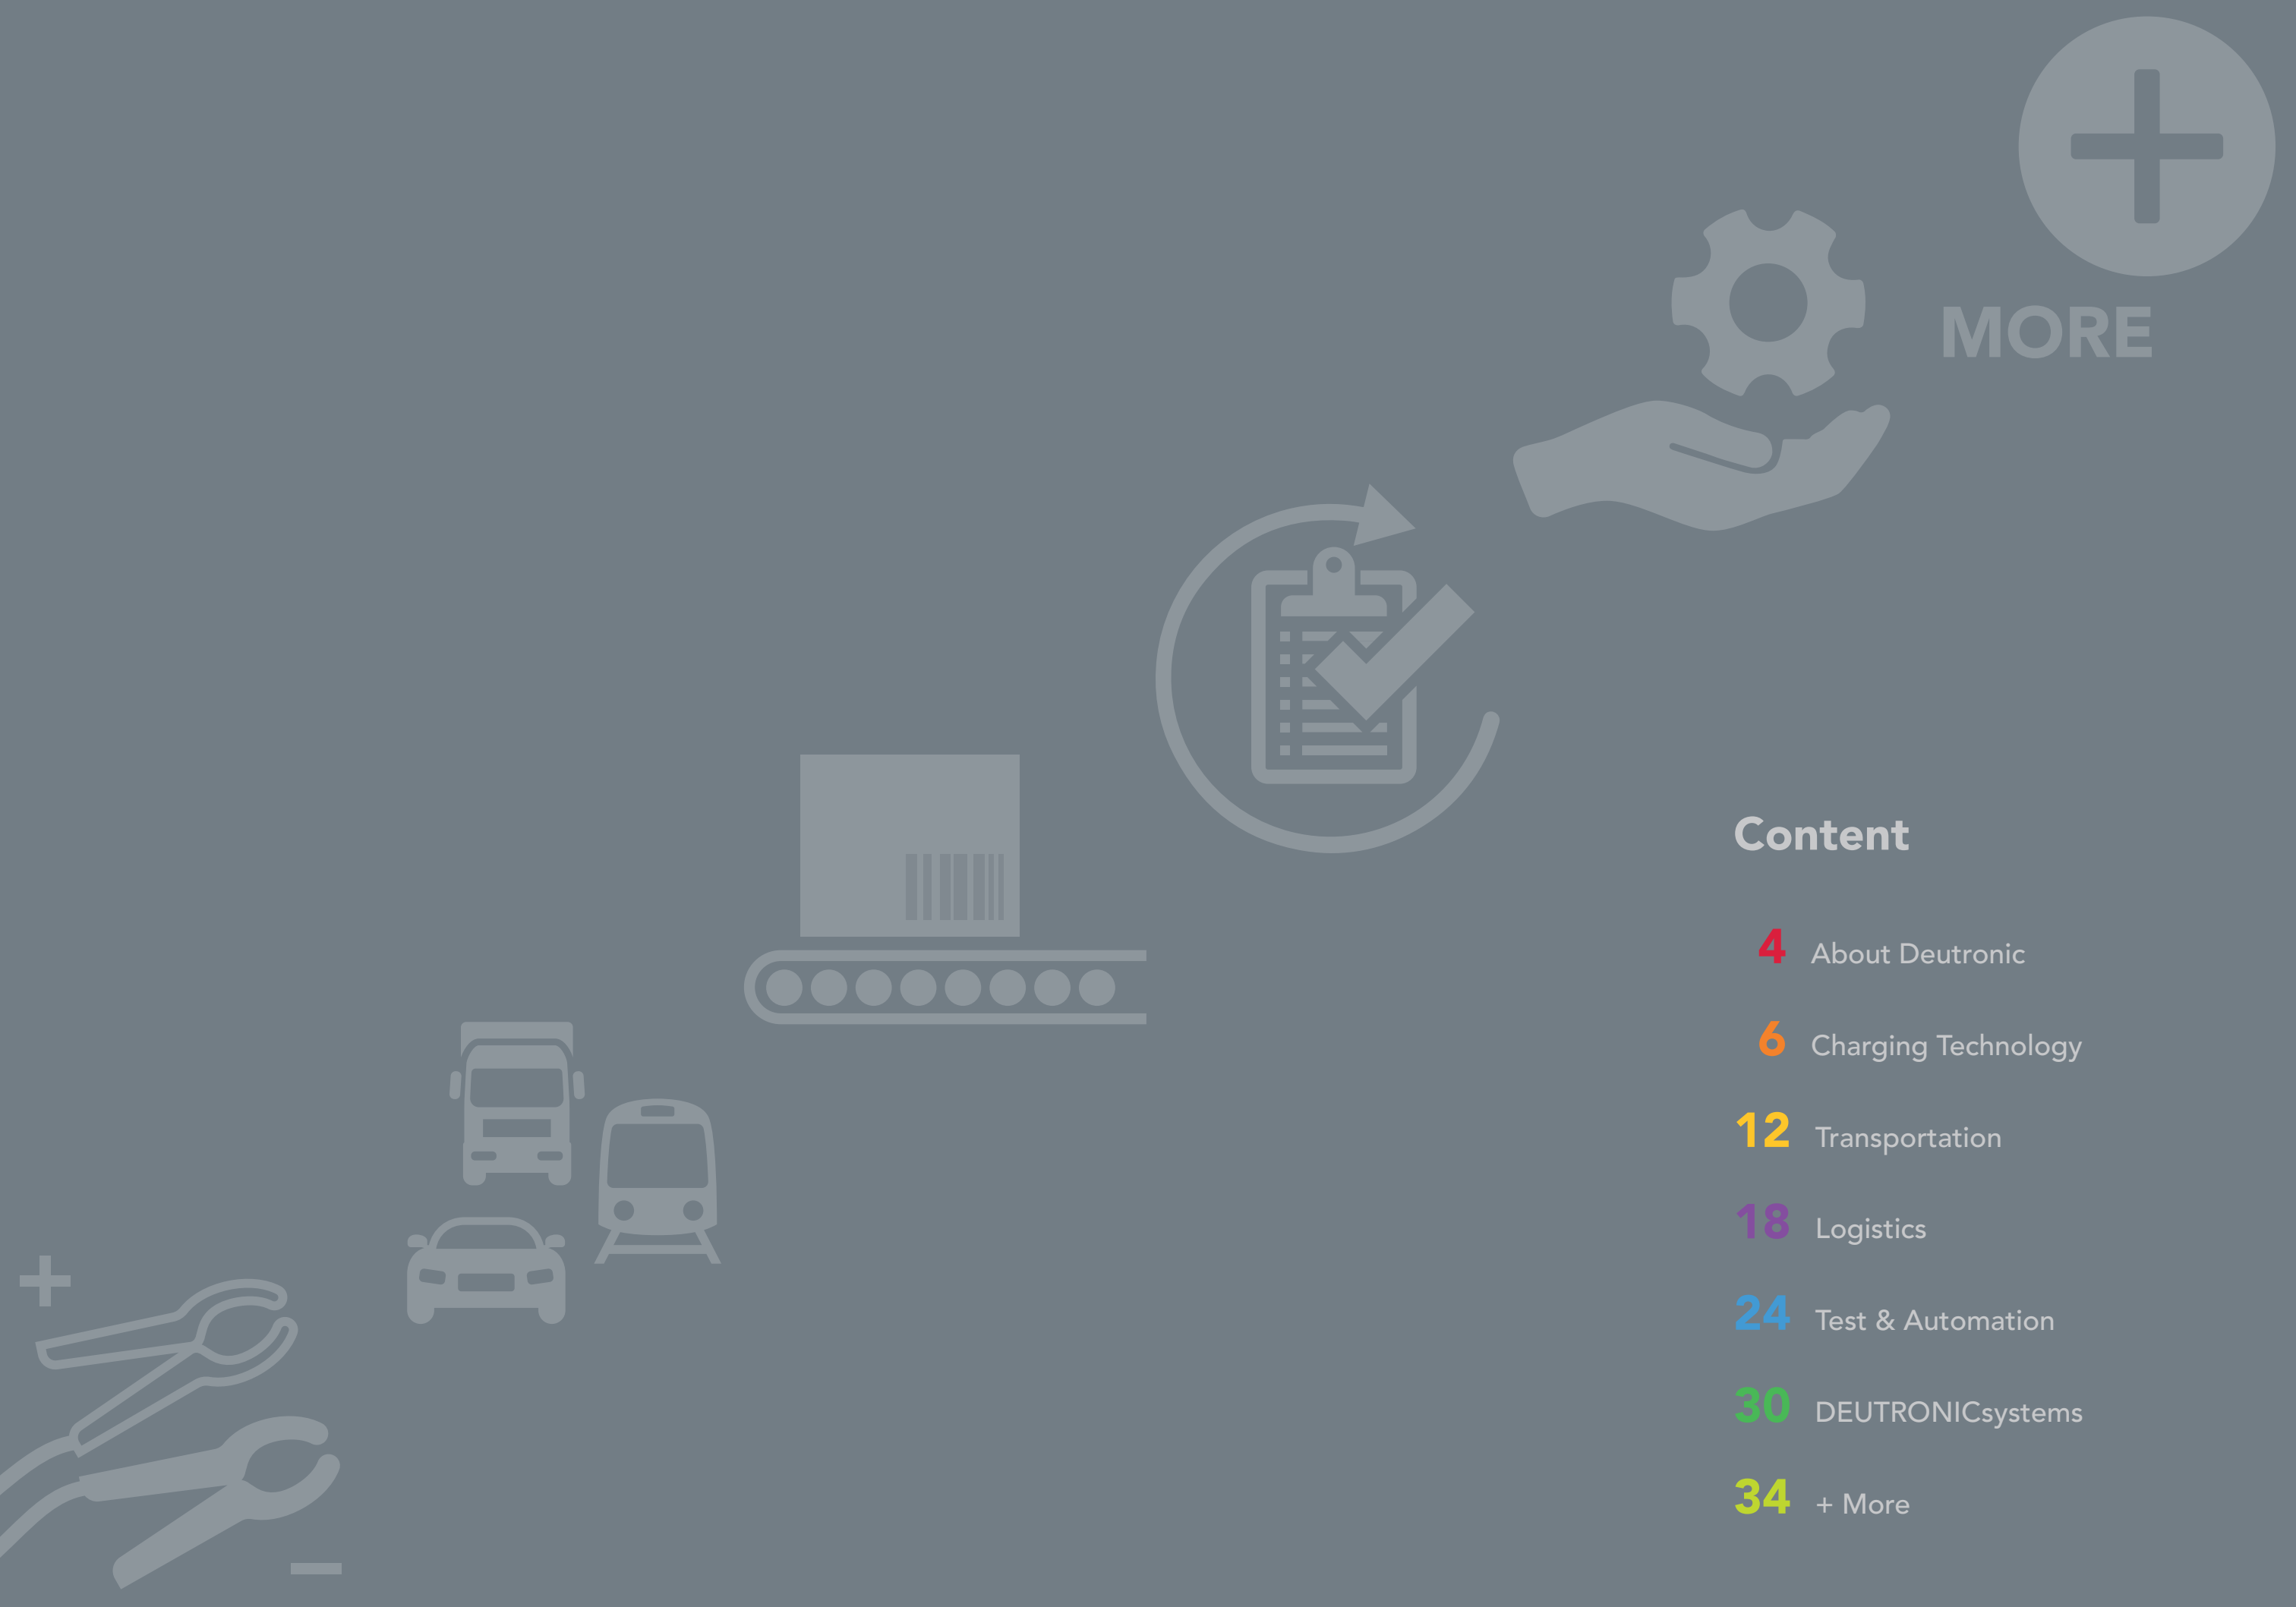 MORE
Content
4 About Deutronic
6 Charging Technology
12 Transportation
18 Logistics
24 Test & Automation
30 DEUTRONICsystems
34 + More